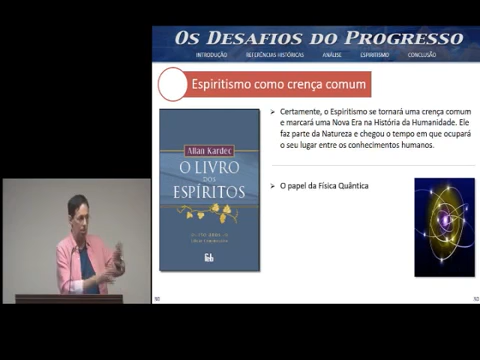 OS DESAFIOS DO PROGRESSO
INTRODUÇÃO REFERÊNCIAS HISTÓRICAS ANÁLISE ESPIRITISMO CONCLUSÃO
Espiritismo como crença comum
Certamente, o Espiritismo se tornará uma crença comum
e marcará uma Nova Era na História da Humanidade. Ele
faz parte da Natureza e chegou o tempo em que ocupará
o seu lugar entre os conhecimentos humanos.
O papel da Física Quântica
Allan Kardec
O LIVRO
DOS
ESPÍRITOS
feb